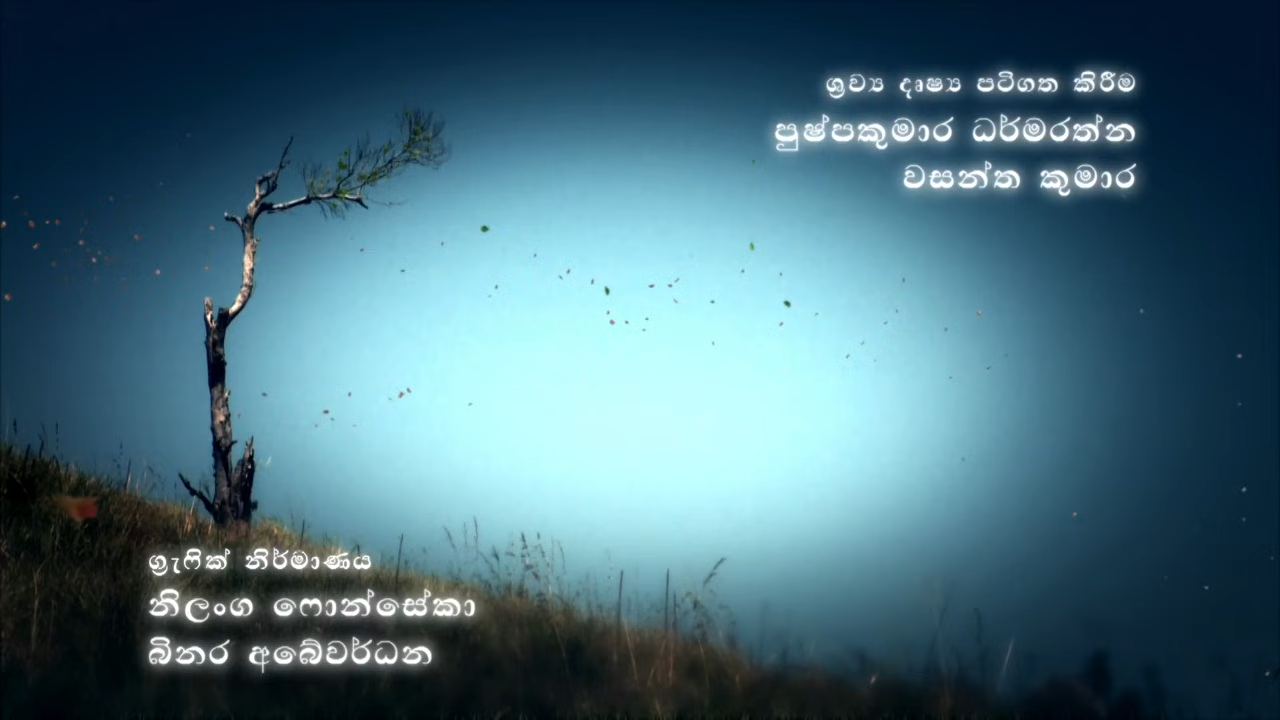 ශ්‍රව්‍ය දෘෂ්‍ය පටිගත කිරීම
පුෂ්පකුමාර ධර්මරත්න
වසන්ත කුමාර
ග්‍රැෆික් නිර්මාණය
නිලංග ෆොන්සේකා
බිනර අබේවර්ධන